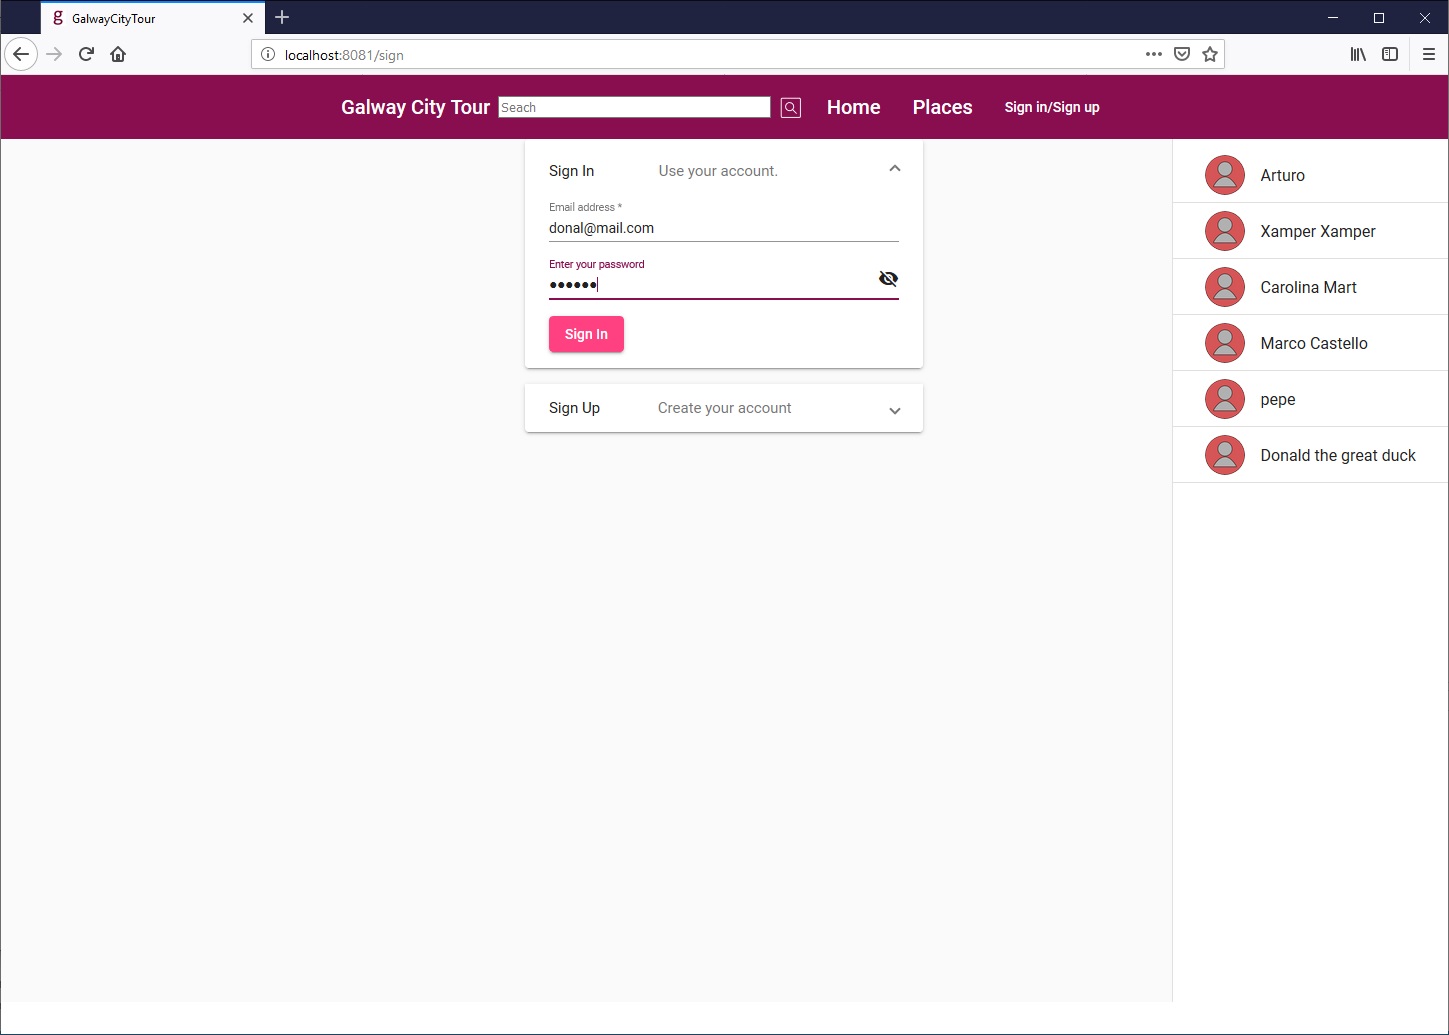 g GalwayCityTour
localhost:8081/sign
Galway City Tour Seach Home Places Sign in/Sign up
Sign In Use your account.
Email address *
donal@mail.com
Enter your password
••••••
Sign In
Sign Up Create your account
Arturo
Xamper Xamper
Carolina Mart
Marco Castello
pepe
Donald the great duck